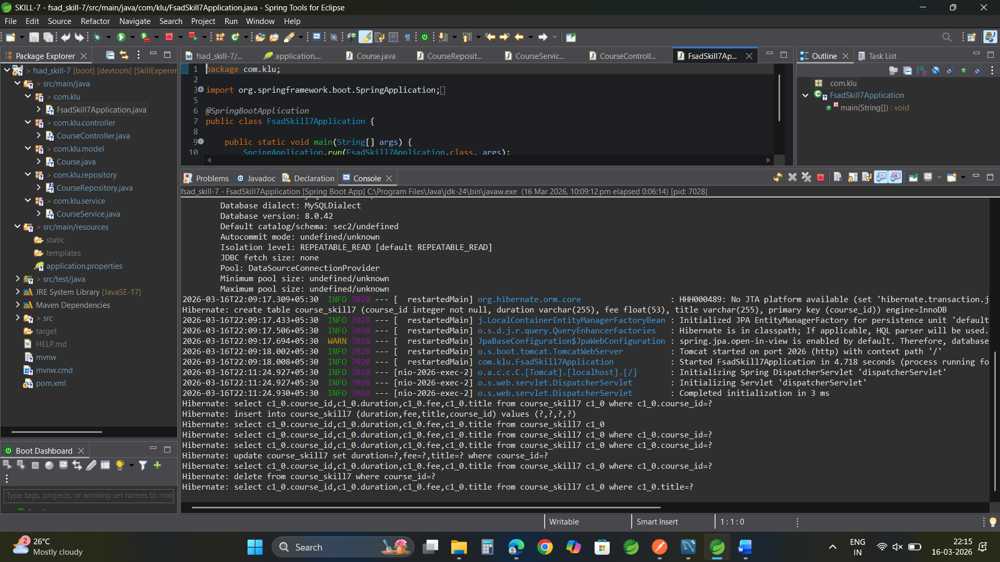 SKILL-7 - fsad_skill-7/src/main/java/com/klu/FsadSkill7Application.java - Spring Tools for Eclipse
File Edit Source Refactor Navigate Search Project Run Window Help
Package Explorer
fsad_skill-7/... application.... Course.java CourseReposit... CourseServic... CourseControll... FsadSkill7Ap...
Outline Task List
> fsad_skill-7 [boot] [devtools] [SkillExperim
> src/main/java
> com.klu
FsadSkill7Application.java
> com.klu.controller
CourseController.java
> com.klu.model
Course.java
> com.klu.repository
CourseRepository.java
> com.klu.service
CourseService.java
> src/main/resources
static
templates
application.properties
> src/test/java
JRE System Library [JavaSE-17]
Maven Dependencies
> src
target
HELP.md
mvnw
mvnw.cmd
pom.xml
1 package com.klu;
2
3 import org.springframework.boot.SpringApplication;
5
6 @SpringBootApplication
7 public class FsadSkill7Application {
8
9 public static void main(String[] args) {
10 SpringApplication.run(FsadSkill7Application.class, args);
com.klu
FsadSkill7Application
main(String[]) : void
Problems @ Javadoc Declaration Console
fsad_skill-7 - FsadSkill7Application [Spring Boot App] C:\Program Files\Java\jdk-24\bin\javaw.exe (16 Mar 2026, 10:09:12 pm elapsed 0:06:14) [pid: 7028]
Database dialect: MySQLDialect
Database version: 8.0.42
Default catalog/schema: sec2/undefined
Autocommit mode: undefined/unknown
Isolation level: REPEATABLE_READ [default REPEATABLE_READ]
JDBC fetch size: none
Pool: DataSourceConnectionProvider
Minimum pool size: undefined/unknown
Maximum pool size: undefined/unknown
2026-03-16T22:09:17.309+05:30 INFO 7028 --- [ restartedMain] org.hibernate.orm.core : HHH000489: No JTA platform available (set 'hibernate.transaction.j
Hibernate: create table course_skill7 (course_id integer not null, duration varchar(255), fee float(53), title varchar(255), primary key (course_id)) engine=InnoDB
2026-03-16T22:09:17.433+05:30 INFO 7028 --- [ restartedMain] j.LocalContainerEntityManagerFactoryBean : Initialized JPA EntityManagerFactory for persistence unit 'default
2026-03-16T22:09:17.506+05:30 INFO 7028 --- [ restartedMain] o.s.d.j.r.query.QueryEnhancerFactories : Hibernate is in classpath; If applicable, HQL parser will be used.
2026-03-16T22:09:17.694+05:30 WARN 7028 --- [ restartedMain] JpaBaseConfiguration$JpaWebConfiguration : spring.jpa.open-in-view is enabled by default. Therefore, database
2026-03-16T22:09:18.002+05:30 INFO 7028 --- [ restartedMain] o.s.boot.tomcat.TomcatWebServer : Tomcat started on port 2026 (http) with context path '/'
2026-03-16T22:09:18.008+05:30 INFO 7028 --- [ restartedMain] com.klu.FsadSkill7Application : Started FsadSkill7Application in 4.718 seconds (process running fo
2026-03-16T22:11:24.927+05:30 INFO 7028 --- [nio-2026-exec-2] o.a.c.c.C.[Tomcat].[localhost].[/] : Initializing Spring DispatcherServlet 'dispatcherServlet'
2026-03-16T22:11:24.927+05:30 INFO 7028 --- [nio-2026-exec-2] o.s.web.servlet.DispatcherServlet : Initializing Servlet 'dispatcherServlet'
2026-03-16T22:11:24.930+05:30 INFO 7028 --- [nio-2026-exec-2] o.s.web.servlet.DispatcherServlet : Completed initialization in 3 ms
Hibernate: select c1_0.course_id,c1_0.duration,c1_0.fee,c1_0.title from course_skill7 c1_0 where c1_0.course_id=?
Hibernate: insert into course_skill7 (duration,fee,title,course_id) values (?,?,?,?)
Hibernate: select c1_0.course_id,c1_0.duration,c1_0.fee,c1_0.title from course_skill7 c1_0
Hibernate: select c1_0.course_id,c1_0.duration,c1_0.fee,c1_0.title from course_skill7 c1_0 where c1_0.course_id=?
Hibernate: select c1_0.course_id,c1_0.duration,c1_0.fee,c1_0.title from course_skill7 c1_0 where c1_0.course_id=?
Hibernate: update course_skill7 set duration=?,fee=?,title=? where course_id=?
Hibernate: select c1_0.course_id,c1_0.duration,c1_0.fee,c1_0.title from course_skill7 c1_0 where c1_0.course_id=?
Hibernate: delete from course_skill7 where course_id=?
Hibernate: select c1_0.course_id,c1_0.duration,c1_0.fee,c1_0.title from course_skill7 c1_0 where c1_0.title=?
Boot Dashboard
Type tags, projects, or working set names to mat
Writable Smart Insert 1 : 1 : 0
2
26°C
Mostly cloudy
Search
ENG
IN
22:15
16-03-2026